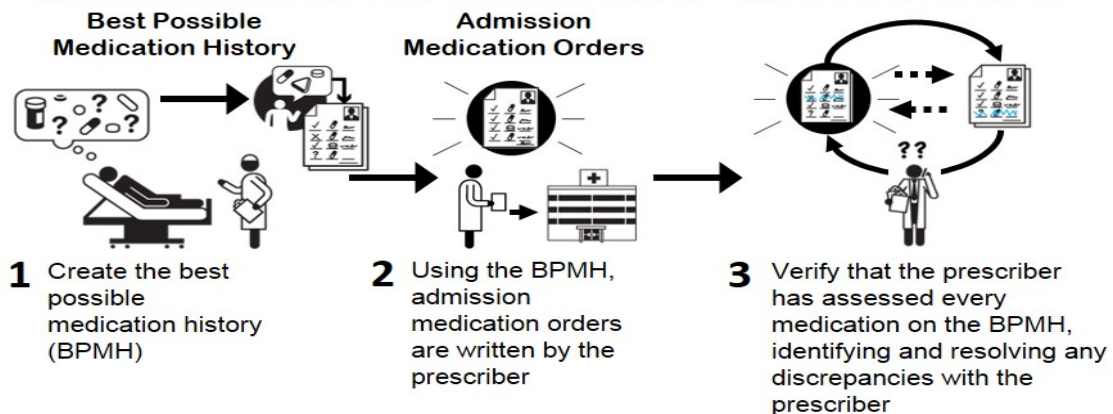 Best Possible
Medication History
Admission
Medication Orders
? ? ? ?
?
? ?
1 Create the best
possible
medication history
(BPMH)
2 Using the BPMH,
admission
medication orders
are written by the
prescriber
3 Verify that the prescriber
has assessed every
medication on the BPMH,
identifying and resolving any
discrepancies with the
prescriber